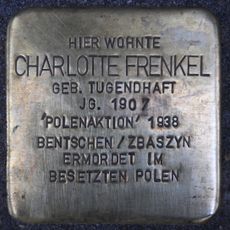 HIER WOHNTE
CHARLOTTE FRENKEL
GEB. TUGENDHAFT
JG. 1907
'POLENAKTION' 1938
BENTSCHEN / ZBASZYN
ERMORDET IM
BESETZTEN POLEN